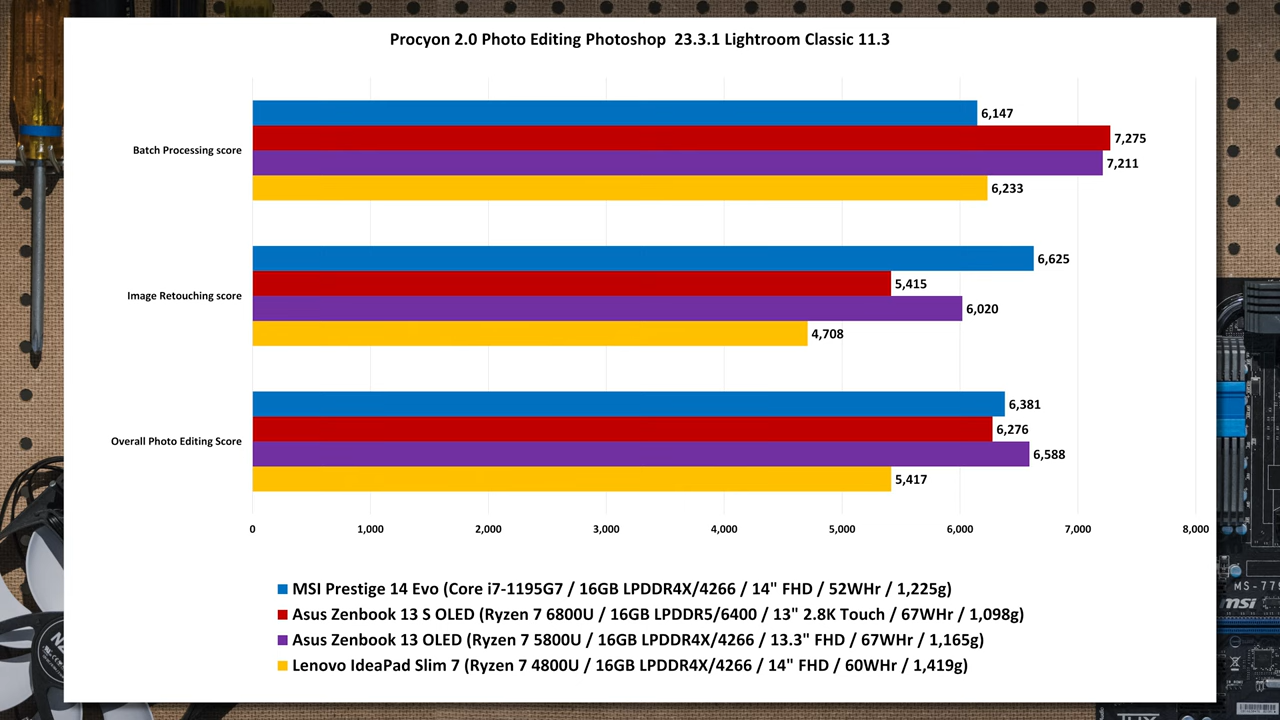 Procyon 2.0 Photo Editing Photoshop 23.3.1 Lightroom Classic 11.3
Batch Processing score
6,147
7,275
7,211
6,233
Image Retouching score
6,625
5,415
6,020
4,708
Overall Photo Editing Score
6,381
6,276
6,588
5,417
0 1,000 2,000 3,000 4,000 5,000 6,000 7,000 8,000
MSI Prestige 14 Evo (Core i7-1195G7 / 16GB LPDDR4X/4266 / 14" FHD / 52WHr / 1,225g)
Asus Zenbook 13 S OLED (Ryzen 7 6800U / 16GB LPDDR5/6400 / 13" 2.8K Touch / 67WHr / 1,098g)
Asus Zenbook 13 OLED (Ryzen 7 5800U / 16GB LPDDR4X/4266 / 13.3" FHD / 67WHr / 1,165g)
Lenovo IdeaPad Slim 7 (Ryzen 7 4800U / 16GB LPDDR4X/4266 / 14" FHD / 60WHr / 1,419g)
MS-77
msi